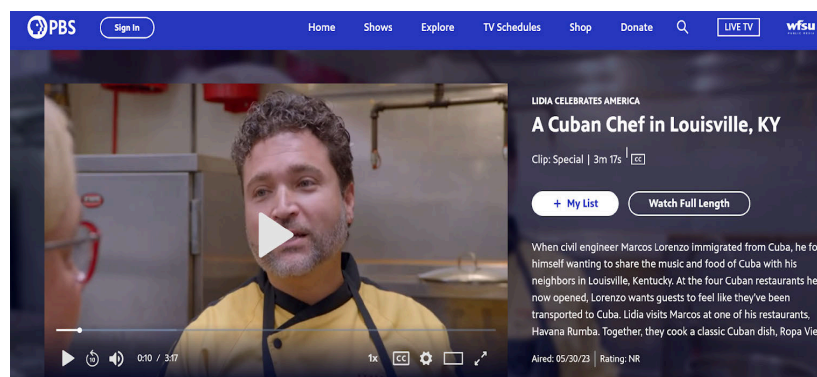 PBS Sign In Home Shows Explore TV Schedules Shop Donate LIVE TV wfsu
LIDIA CELEBRATES AMERICA
A Cuban Chef in Louisville, KY
Clip: Special | 3m 17s | CC
+ My List Watch Full Length
When civil engineer Marcos Lorenzo immigrated from Cuba, he fo
himself wanting to share the music and food of Cuba with his
neighbors in Louisville, Kentucky. At the four Cuban restaurants he
now opened, Lorenzo wants guests to feel like they've been
transported to Cuba. Lidia visits Marcos at one of his restaurants,
Havana Rumba. Together, they cook a classic Cuban dish, Ropa Vie
Aired: 05/30/23 | Rating: NR
10 0:10 / 3:17 1x CC